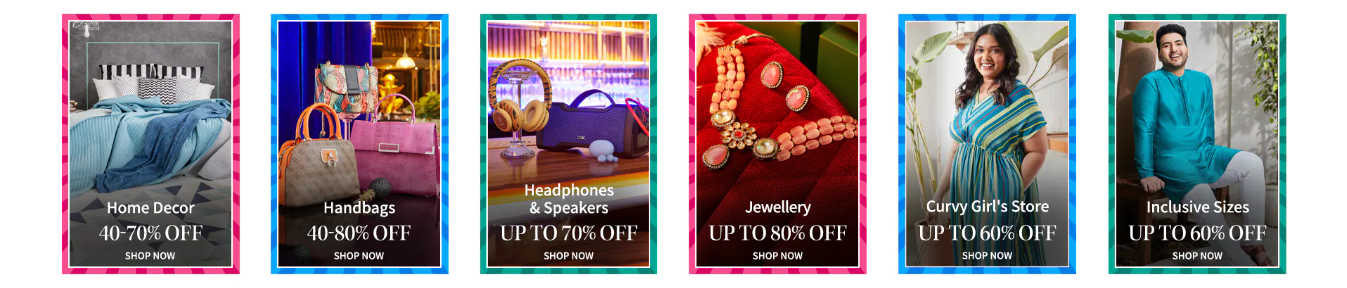 Home Decor
40-70% OFF
SHOP NOW
Handbags
40-80% OFF
SHOP NOW
Headphones
& Speakers
UP TO 70% OFF
SHOP NOW
Jewellery
UP TO 80% OFF
SHOP NOW
Curvy Girl's Store
UP TO 60% OFF
SHOP NOW
Inclusive Sizes
UP TO 60% OFF
SHOP NOW